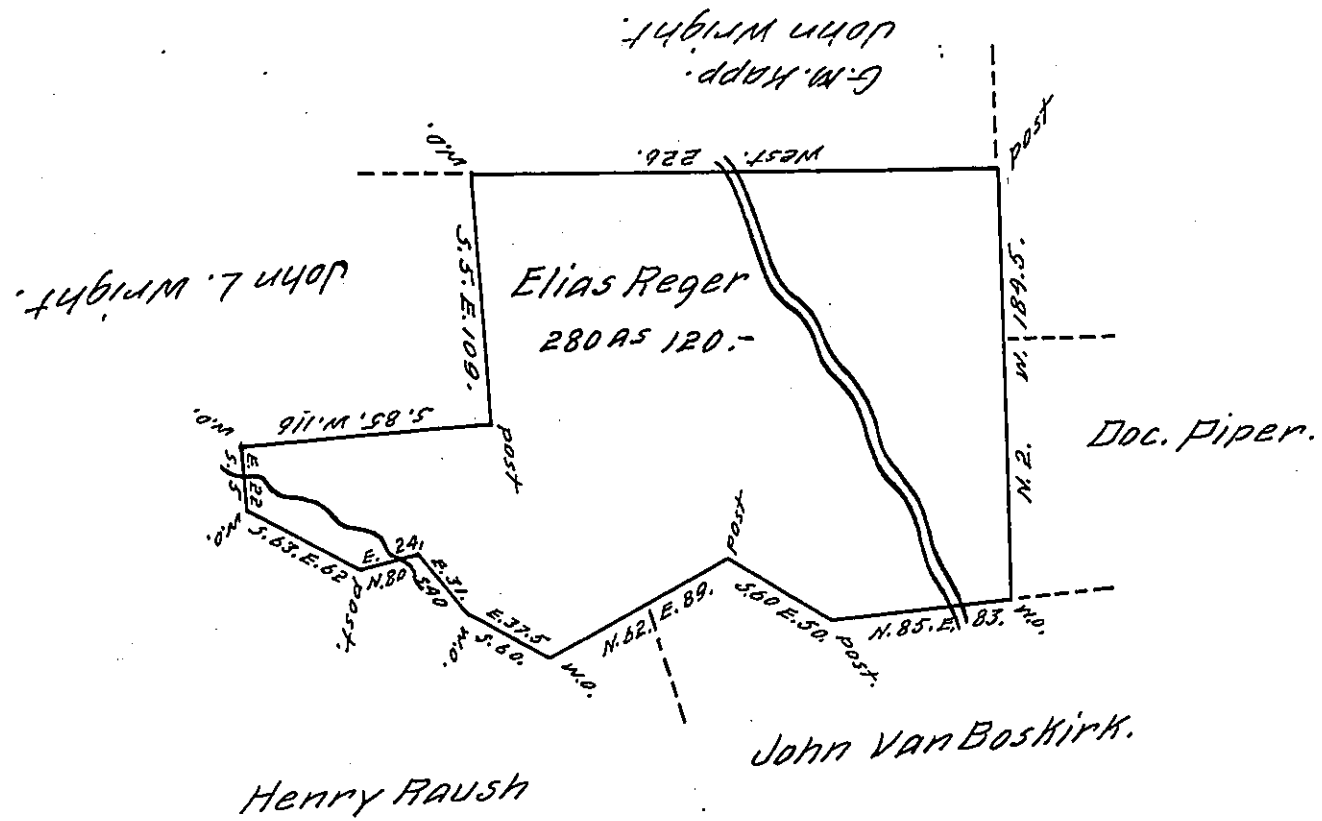 John Wright.
G.M. Kapp.
W.O.
West. 226.
Post
John L. Wright.
S.5.E.109.
Elias Reger
280 AS 120.-
N.2. W. 189.5.
S.85.W.116
W.O.
Post
Doc. Piper.
S.5 E.22
W.O.
S.63.E.62
Post.
N.80 E. 24.
E.31.
W.O.
S.60. E.37.5
W.O.
N.62. E.89.
Post
S.60 E.50.
Post.
N.85.E. 83.
W.O.
John Van Boskirk.
Henry Raush